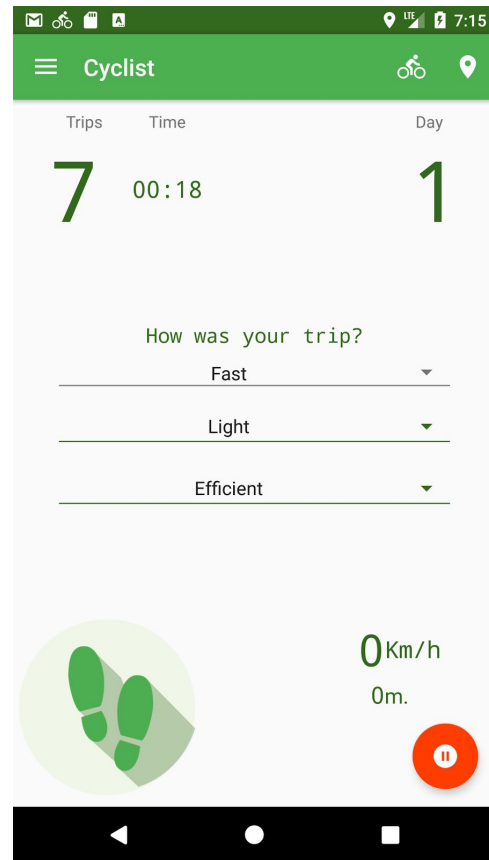 LTE 7:15
Cyclist
Trips Time Day
7 00:18 1
How was your trip?
Fast
Light
Efficient
0Km/h
0m.